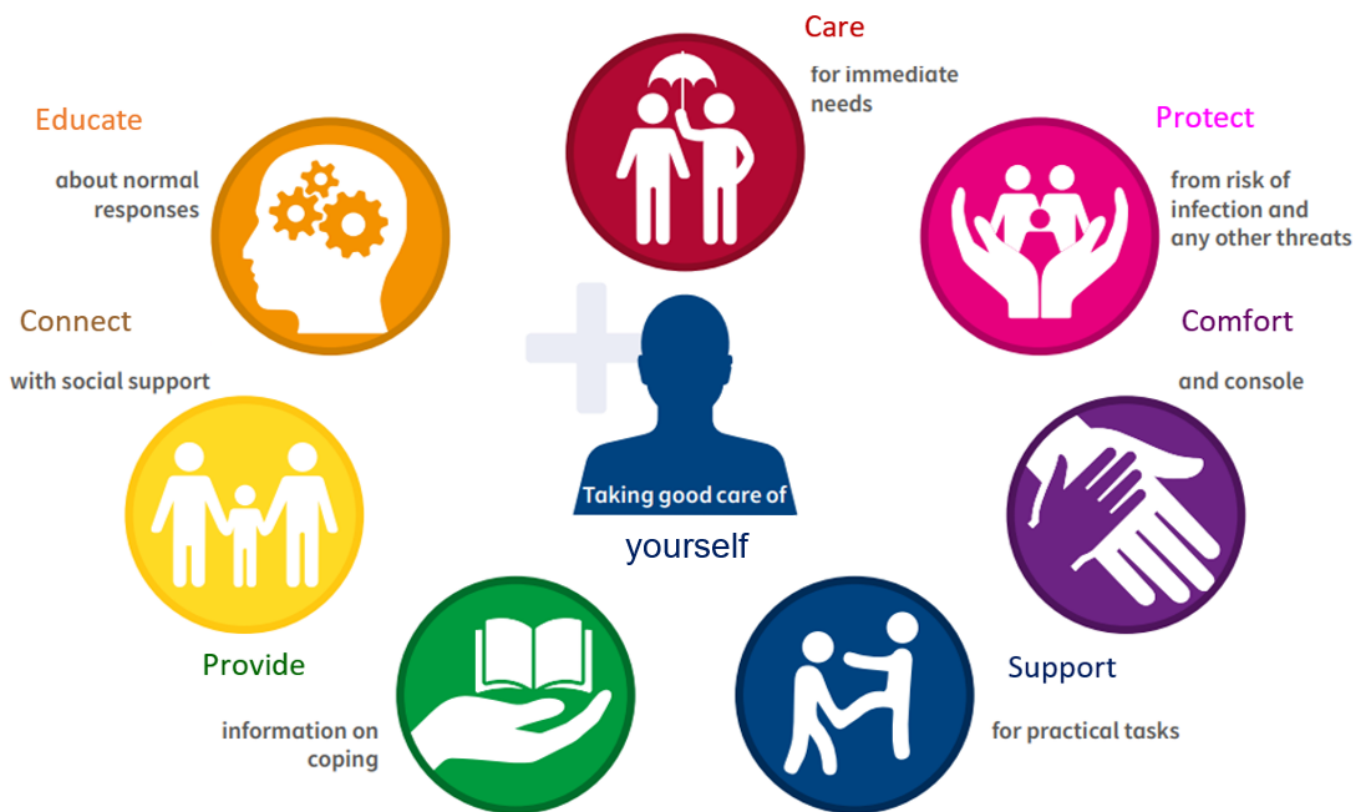 Care
for immediate
needs
Protect
from risk of
infection and
any other threats
Comfort
and console
Support
for practical tasks
Provide
information on
coping
Connect
with social support
Educate
about normal
responses
Taking good care of
yourself